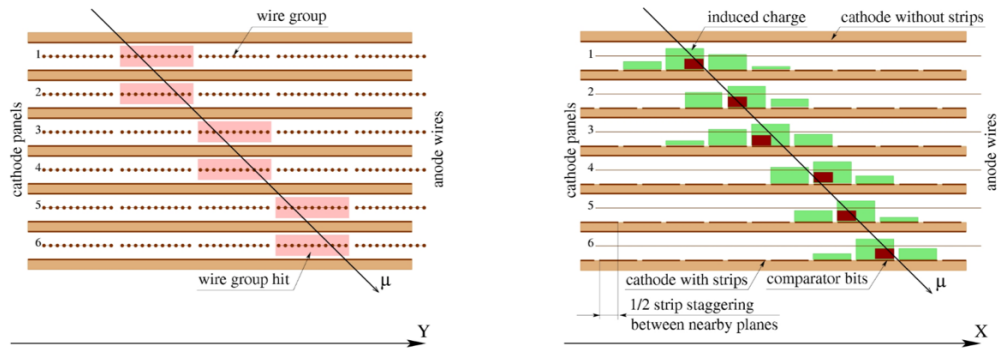 wire group
1
2
3
4
5
6
cathode panels
anode wires
wire group hit
μ
Y
induced charge
cathode without strips
1
2
3
4
5
6
cathode panels
anode wires
cathode with strips
comparator bits
μ
1/2 strip staggering
between nearby planes
X